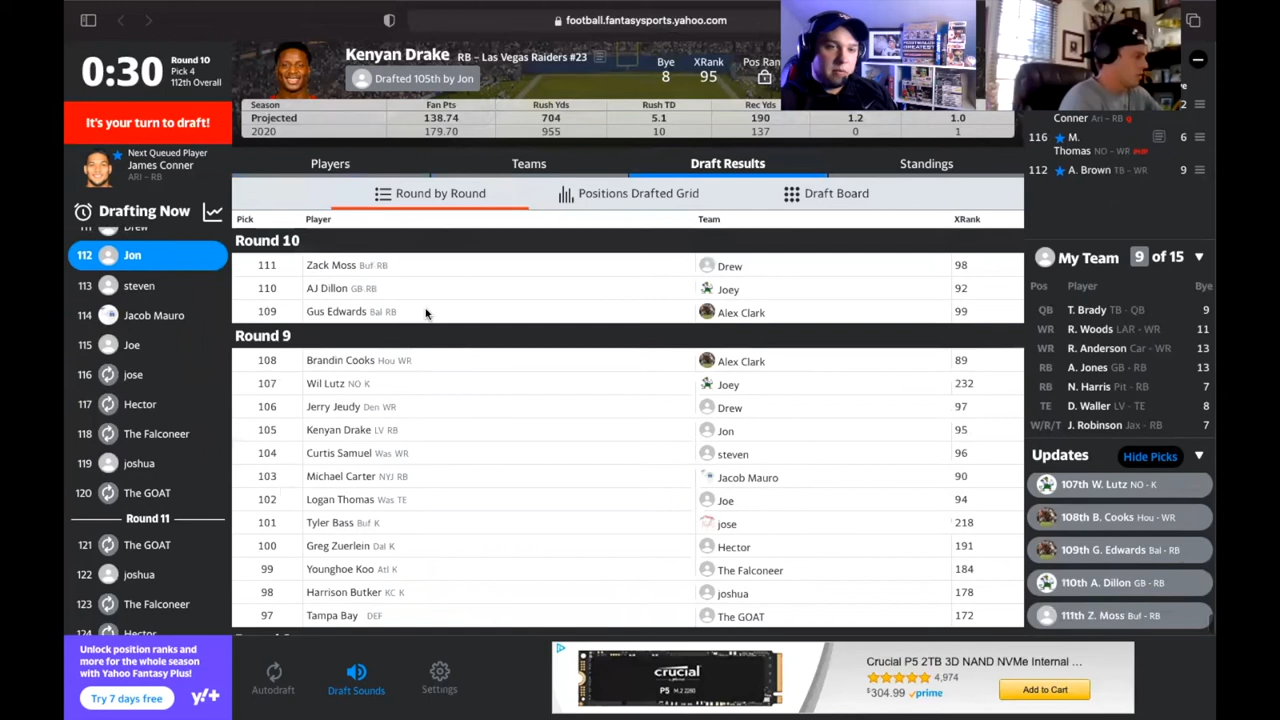 football.fantasysports.yahoo.com
0:30
Round 10
Pick 4
112th Overall
It's your turn to draft!
Next Queued Player
James Conner
ARI - RB
Drafting Now
112 Jon
113 steven
114 Jacob Mauro
115 Joe
116 jose
117 Hector
118 The Falconeer
119 joshua
120 The GOAT
Round 11
121 The GOAT
122 joshua
123 The Falconeer
124 Hector
Unlock position ranks and
more for the whole season
with Yahoo Fantasy Plus!
Try 7 days free
y!+
Kenyan Drake RB - Las Vegas Raiders #23
Drafted 105th by Jon
Bye XRank Pos Ran
8 95
Season Fan Pts Rush Yds Rush TD Rec Yds
Projected 138.74 704 5.1 190 1.2 1.0
2020 179.70 955 10 137 0 1
Players Teams Draft Results Standings
Round by Round Positions Drafted Grid Draft Board
Pick Player Team XRank
Round 10
111 Zack Moss Buf RB Drew 98
110 AJ Dillon GB RB Joey 92
109 Gus Edwards Bal RB Alex Clark 99
Round 9
108 Brandin Cooks Hou WR Alex Clark 89
107 Wil Lutz NO K Joey 232
106 Jerry Jeudy Den WR Drew 97
105 Kenyan Drake LV RB Jon 95
104 Curtis Samuel Was WR steven 96
103 Michael Carter NYJ RB Jacob Mauro 90
102 Logan Thomas Was TE Joe 94
101 Tyler Bass Buf K jose 218
100 Greg Zuerlein Dal K Hector 191
99 Younghoe Koo Atl K The Falconeer 184
98 Harrison Butker KC K joshua 178
97 Tampa Bay DEF The GOAT 172
Autodraft
Draft Sounds
Settings
crucial
P5 M.2 2280
Crucial P5 2TB 3D NAND NVMe Internal ...
4,974
$304.99 prime
Add to Cart
Conner Ari - RB Q
116 M. Thomas NO - WR 6
112 A. Brown TB - WR 9
My Team 9 of 15
Pos Player Bye
QB T. Brady TB - QB 9
WR R. Woods LAR - WR 11
WR R. Anderson Car - WR 13
RB A. Jones GB - RB 13
RB N. Harris Pit - RB 7
TE D. Waller LV - TE 8
W/R/T J. Robinson Jax - RB 7
Updates Hide Picks
107th W. Lutz NO - K
108th B. Cooks Hou - WR
109th G. Edwards Bal - RB
110th A. Dillon GB - RB
111th Z. Moss Buf - RB